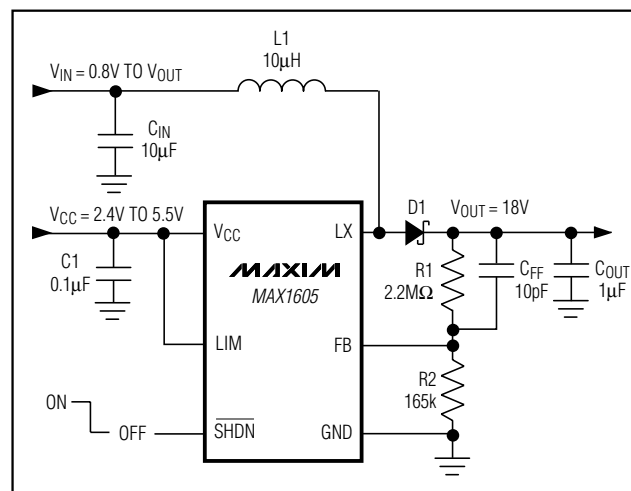 L1
10µH
V_IN = 0.8V TO V_OUT
C_IN
10µF
V_CC = 2.4V TO 5.5V
C1
0.1µF
V_CC
LX
D1
V_OUT = 18V
MAXIM
MAX1605
R1
2.2MΩ
C_FF
10pF
C_OUT
1µF
LIM
FB
R2
165k
ON
OFF
SHDN
GND